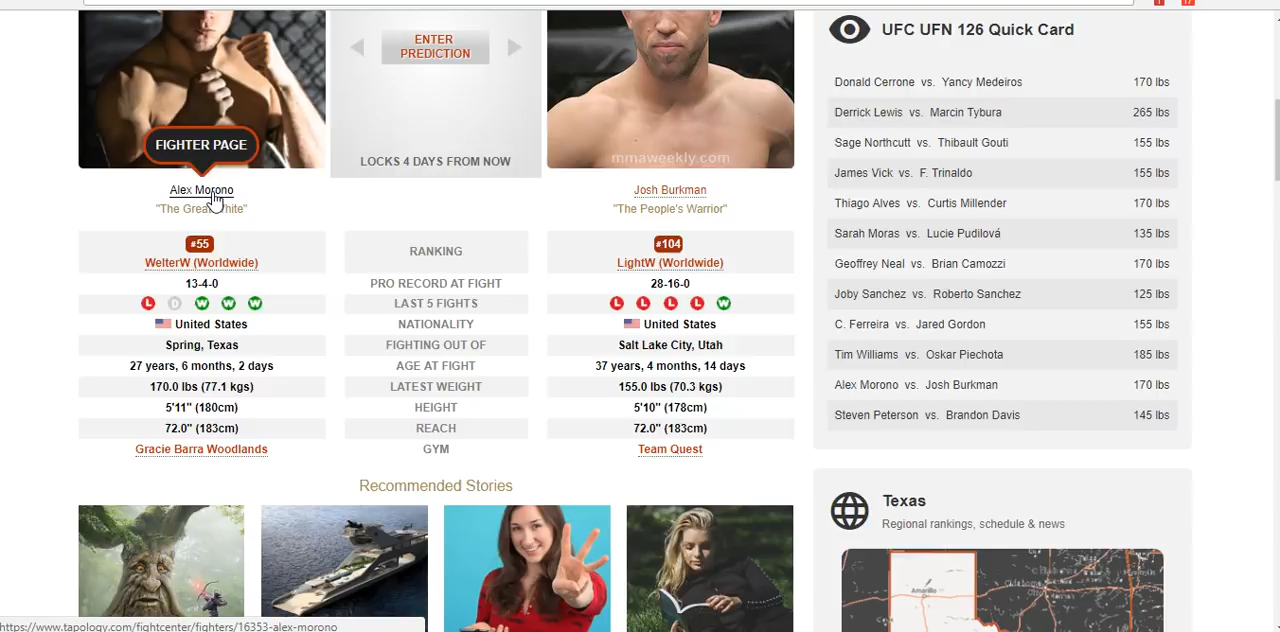 1
17
ENTER
PREDICTION
LOCKS 4 DAYS FROM NOW
FIGHTER PAGE
mmaweekly.com
Alex Morono
Josh Burkman
"The Great White"
"The People's Warrior"
#55
RANKING
#104
WelterW (Worldwide)
LightW (Worldwide)
13-4-0
PRO RECORD AT FIGHT
28-16-0
L D W W W
LAST 5 FIGHTS
L L L L W
United States
NATIONALITY
United States
Spring, Texas
FIGHTING OUT OF
Salt Lake City, Utah
27 years, 6 months, 2 days
AGE AT FIGHT
37 years, 4 months, 14 days
170.0 lbs (77.1 kgs)
LATEST WEIGHT
155.0 lbs (70.3 kgs)
5'11" (180cm)
HEIGHT
5'10" (178cm)
72.0" (183cm)
REACH
72.0" (183cm)
Gracie Barra Woodlands
GYM
Team Quest
Recommended Stories
UFC UFN 126 Quick Card
Donald Cerrone vs. Yancy Medeiros 170 lbs
Derrick Lewis vs. Marcin Tybura 265 lbs
Sage Northcutt vs. Thibault Gouti 155 lbs
James Vick vs. F. Trinaldo 155 lbs
Thiago Alves vs. Curtis Millender 170 lbs
Sarah Moras vs. Lucie Pudilová 135 lbs
Geoffrey Neal vs. Brian Camozzi 170 lbs
Joby Sanchez vs. Roberto Sanchez 125 lbs
C. Ferreira vs. Jared Gordon 155 lbs
Tim Williams vs. Oskar Piechota 185 lbs
Alex Morono vs. Josh Burkman 170 lbs
Steven Peterson vs. Brandon Davis 145 lbs
Texas
Regional rankings, schedule & news
Amarillo
https://www.tapology.com/fightcenter/fighters/16353-alex-morono